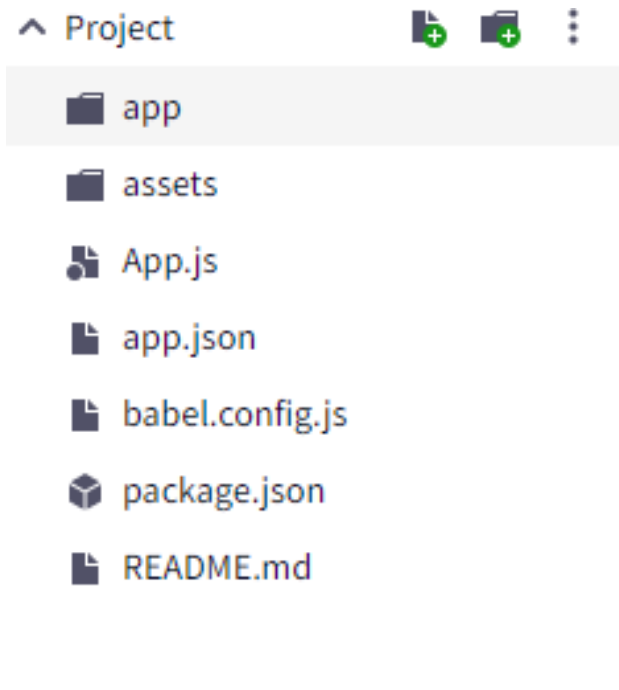 Project
app
assets
App.js
app.json
babel.config.js
package.json
README.md